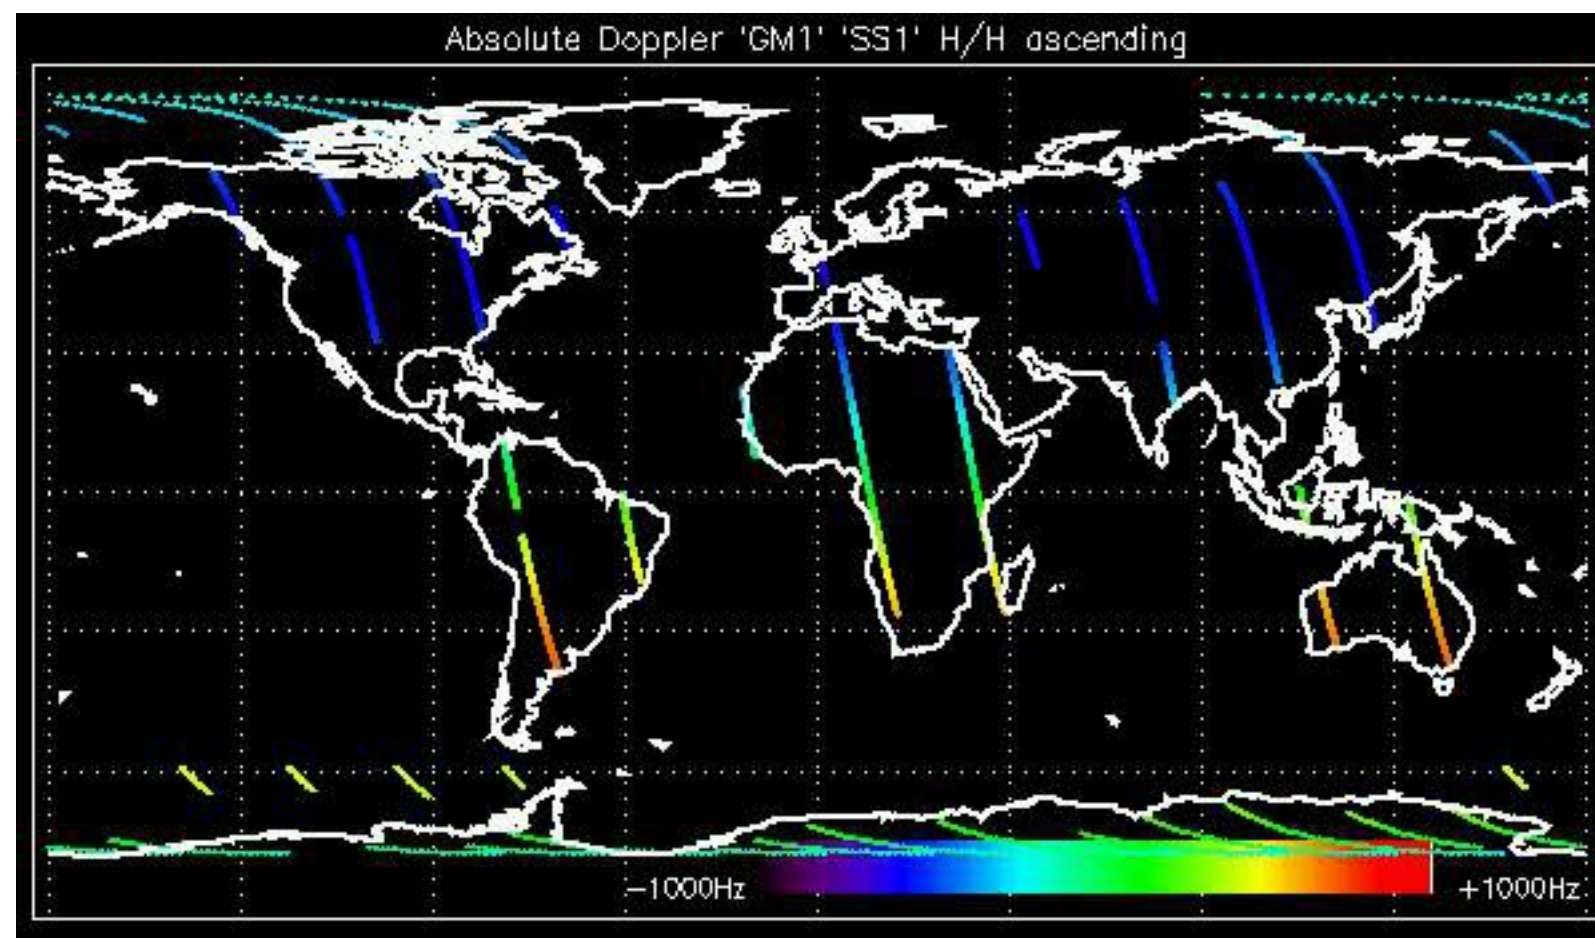 Absolute Doppler 'GM1' 'SS1' H/H ascending
−1000Hz
+1000Hz